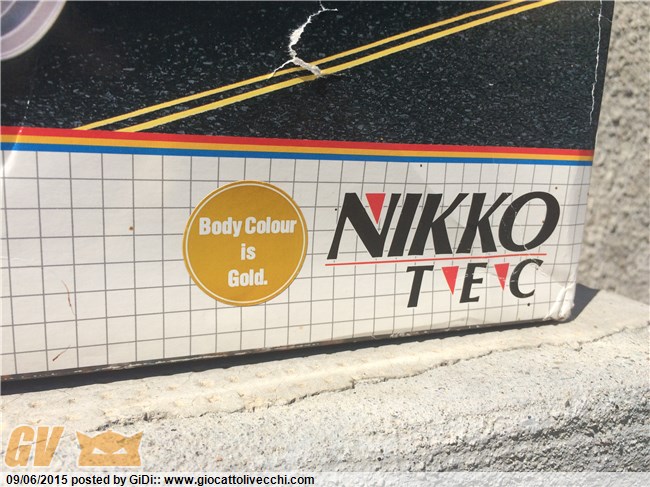 Body Colour
is
Gold.
NIKKO
TEC
GV
09/06/2015 posted by GiDi:: www.giocattolivecchi.com